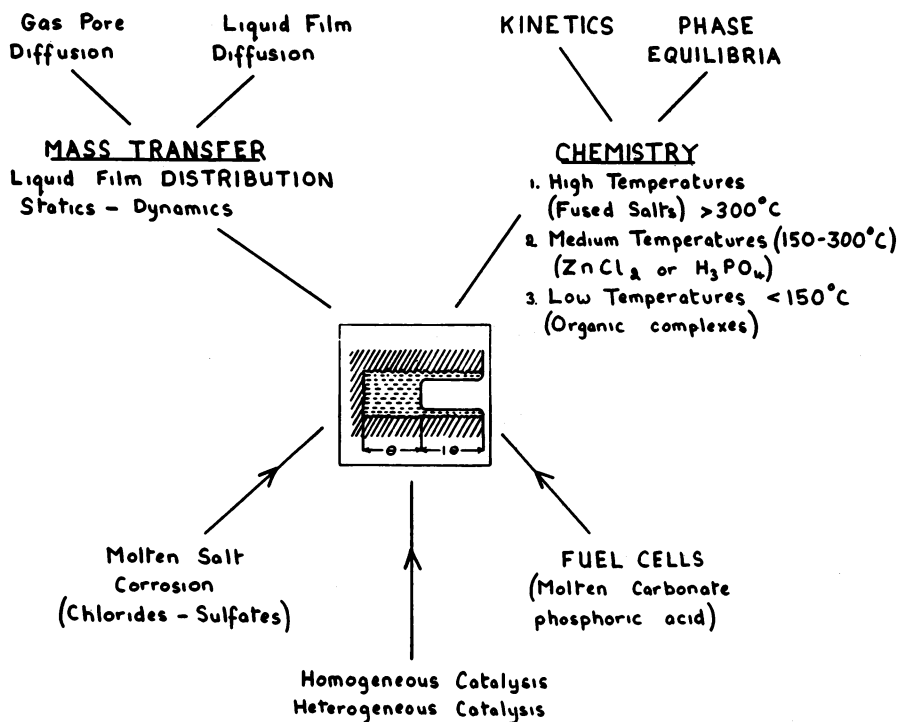 Gas Pore
Diffusion
Liquid Film
Diffusion
KINETICS
PHASE
EQUILIBRIA
MASS TRANSFER
Liquid Film DISTRIBUTION
Statics – Dynamics
CHEMISTRY
1. High Temperatures
(Fused Salts) >300°C
2. Medium Temperatures (150-300°C)
(ZnCl₂ or H₃PO₄)
3. Low Temperatures <150°C
(Organic complexes)
θ
1θ
Molten Salt
Corrosion
(Chlorides – Sulfates)
FUEL CELLS
(Molten Carbonate
phosphoric acid)
Homogeneous Catalysis
Heterogeneous Catalysis